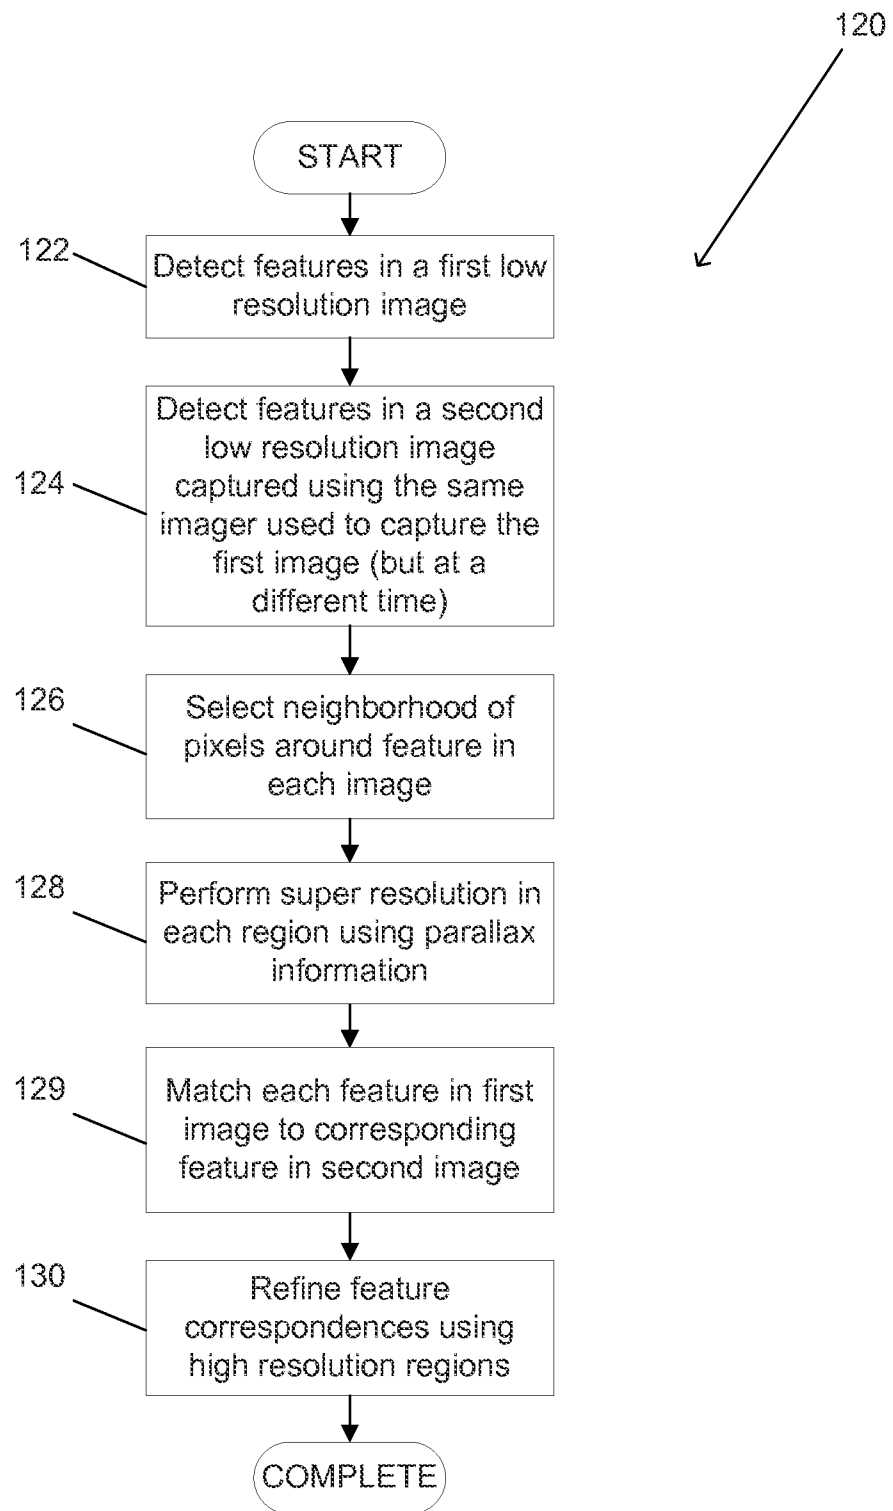 120
START
122
Detect features in a first low
resolution image
124
Detect features in a second
low resolution image
captured using the same
imager used to capture the
first image (but at a
different time)
126
Select neighborhood of
pixels around feature in
each image
128
Perform super resolution in
each region using parallax
information
129
Match each feature in first
image to corresponding
feature in second image
130
Refine feature
correspondences using
high resolution regions
COMPLETE